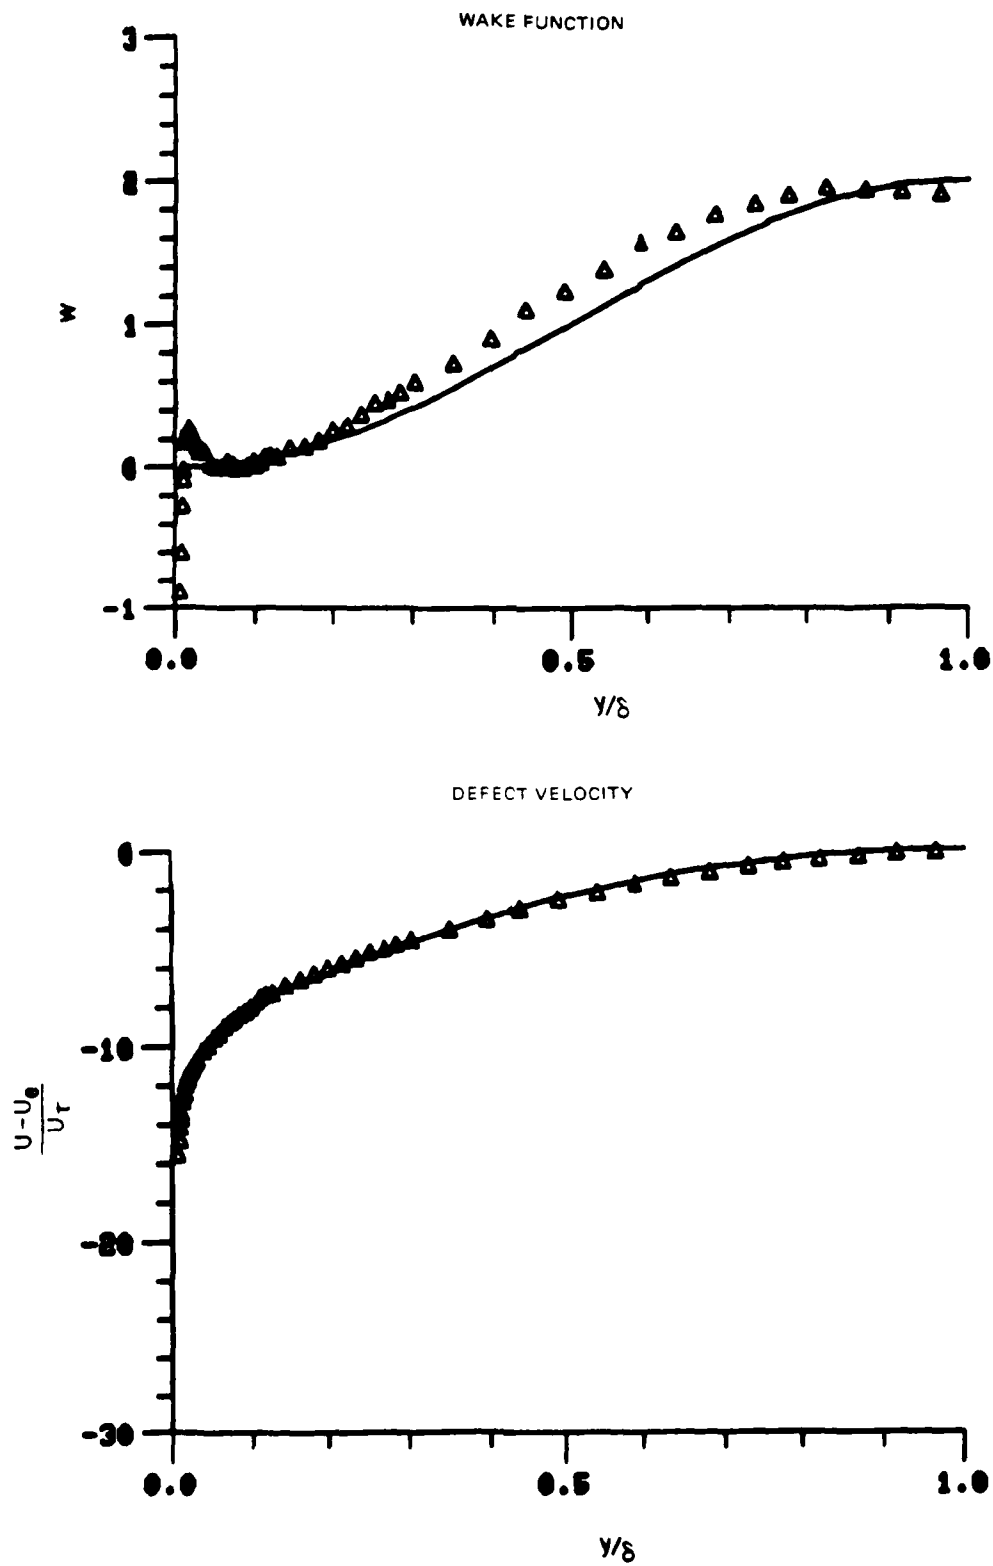 WAKE FUNCTION
3
2
1
0
-1
W
0.0 0.5 1.0
y/δ
DEFECT VELOCITY
0
-10
-20
-30
U-Ue
Uτ
0.0 0.5 1.0
y/δ